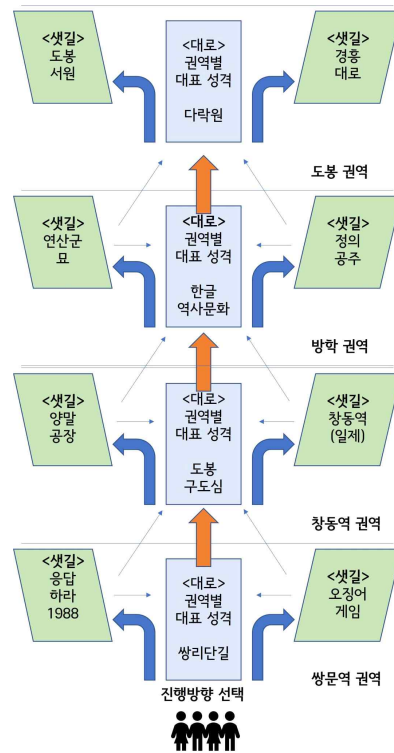 <샛길>
도봉
서원
<대로>
권역별
대표 성격
다락원
<샛길>
경흥
대로
도봉 권역
<샛길>
연산군
묘
<대로>
권역별
대표 성격
한글
역사문화
<샛길>
정의
공주
방학 권역
<샛길>
양말
공장
<대로>
권역별
대표 성격
도봉
구도심
<샛길>
창동역
(일제)
창동역 권역
<샛길>
응답
하라
1988
<대로>
권역별
대표 성격
쌍리단길
<샛길>
오징어
게임
쌍문역 권역
진행방향 선택